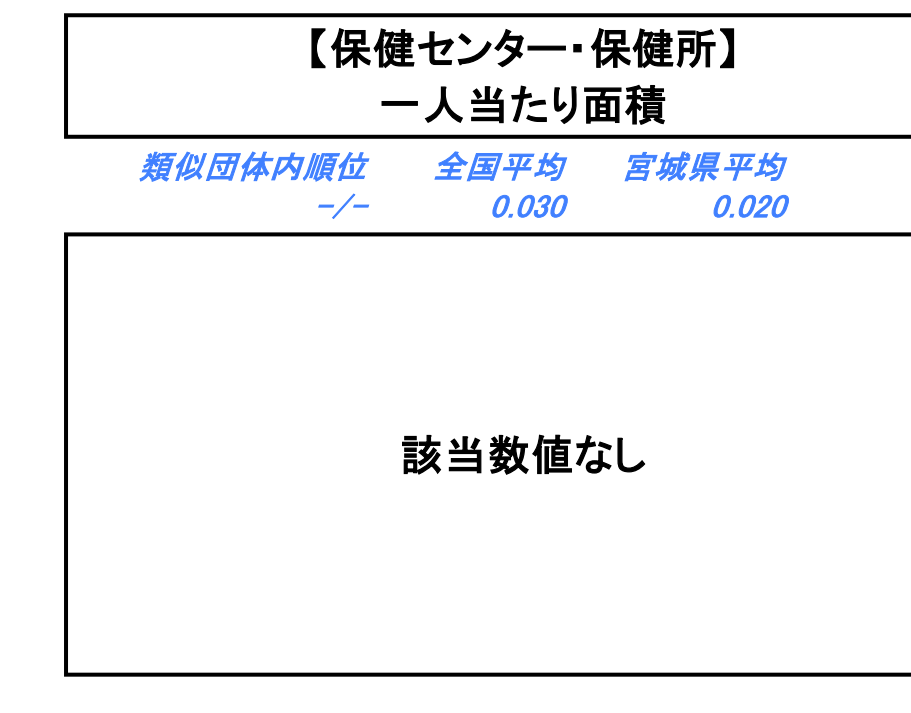 【保健センター・保健所】
一人当たり面積
類似団体内順位 全国平均 宮城県平均
-/- 0.030 0.020
該当数値なし